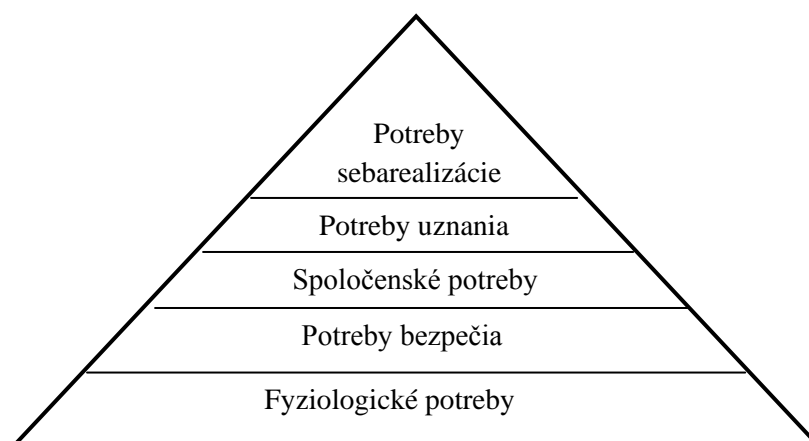 Potreby
sebarealizácie
Potreby uznania
Spoločenské potreby
Potreby bezpečia
Fyziologické potreby